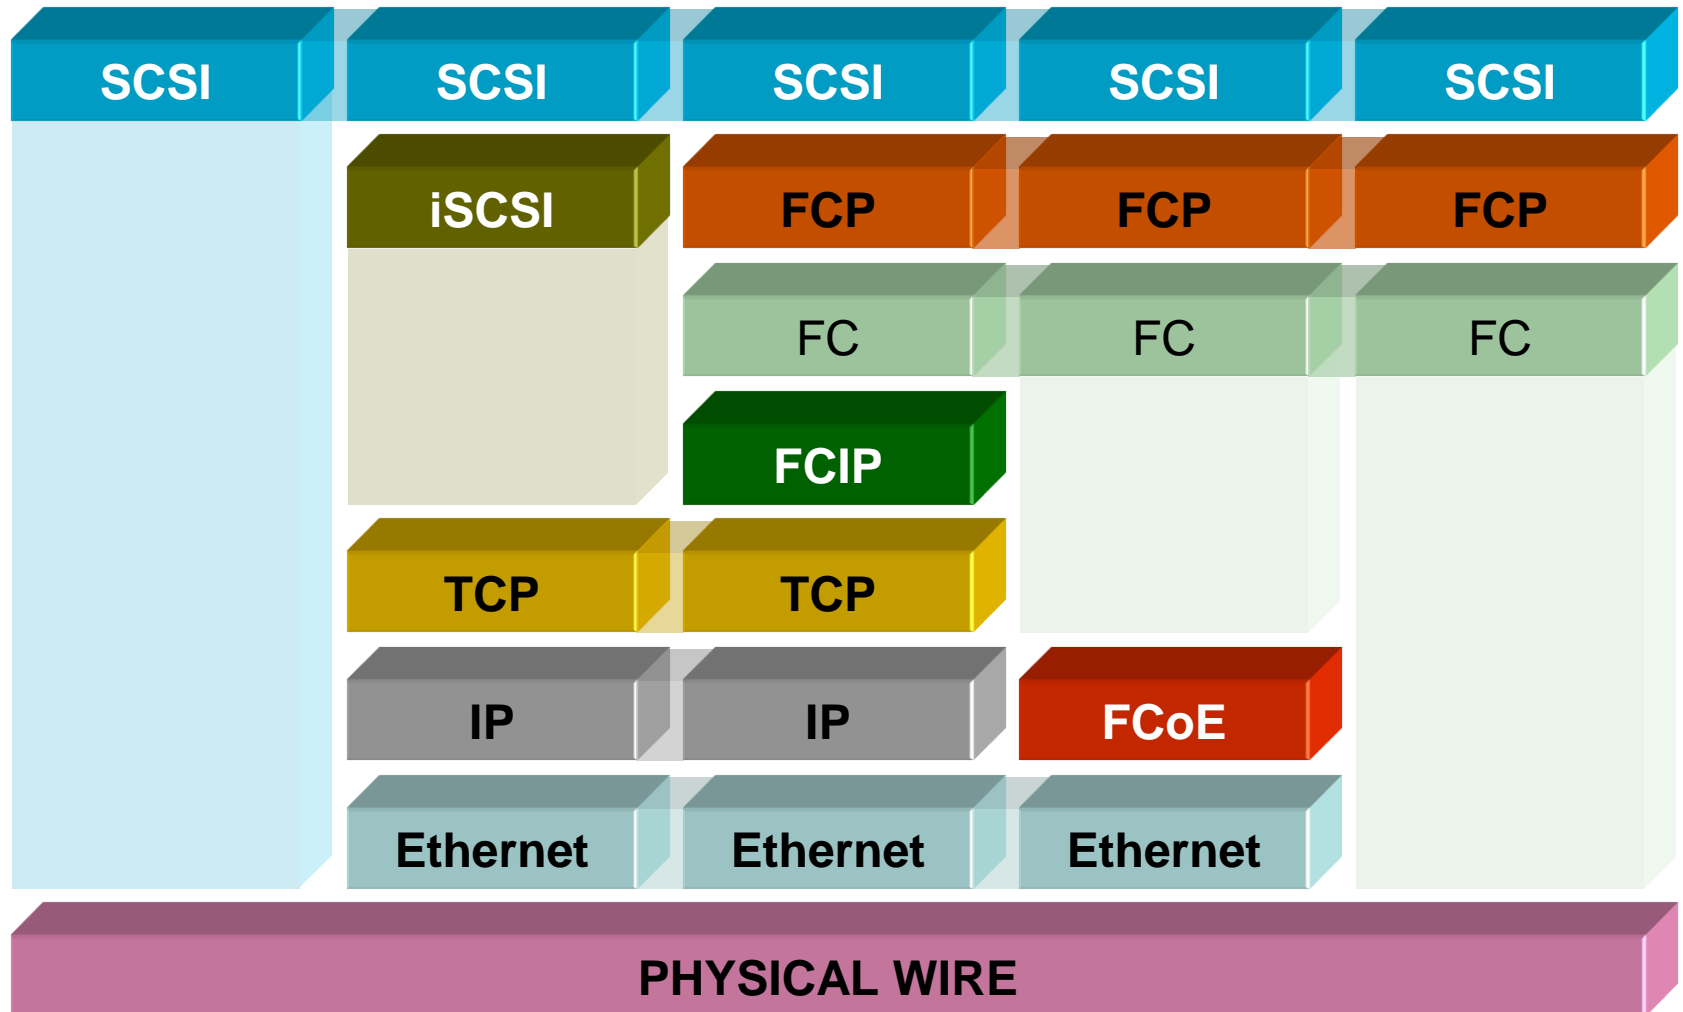 SCSI SCSI SCSI SCSI SCSI
iSCSI FCP FCP FCP
FC FC FC
FCIP
TCP TCP
IP IP FCoE
Ethernet Ethernet Ethernet
PHYSICAL WIRE